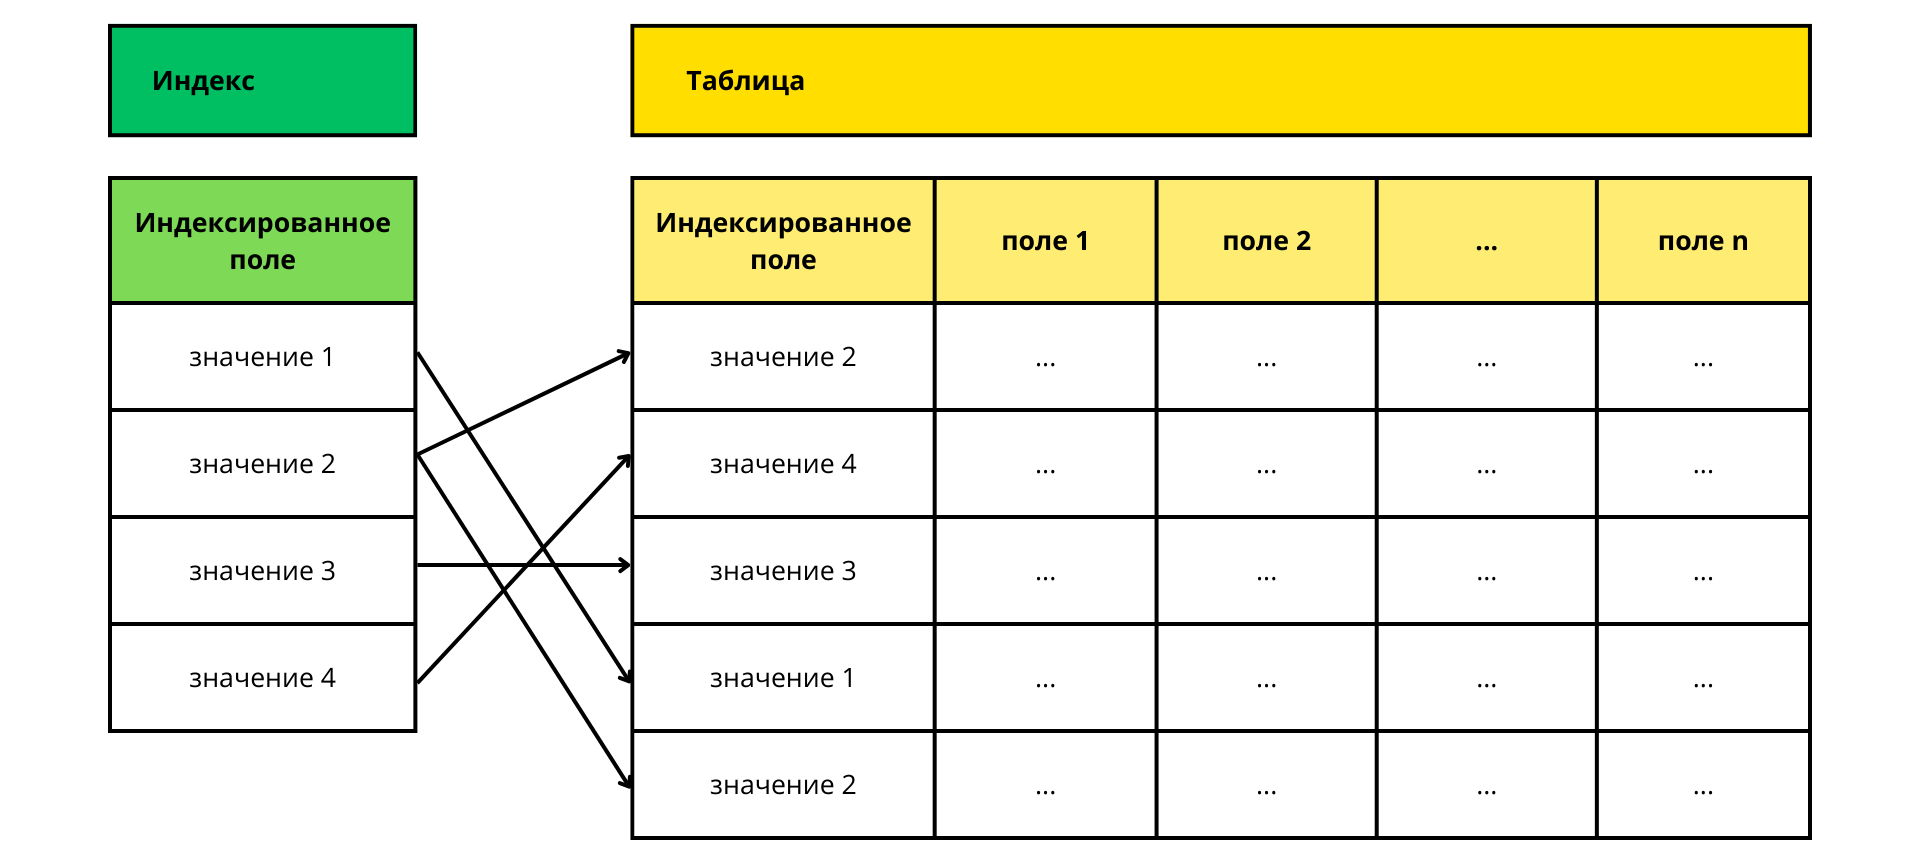 Индекс
Таблица
Индексированное
поле
значение 1
значение 2
значение 3
значение 4
Индексированное
поле
поле 1
поле 2
...
поле n
значение 2
...
...
...
...
значение 4
...
...
...
...
значение 3
...
...
...
...
значение 1
...
...
...
...
значение 2
...
...
...
...